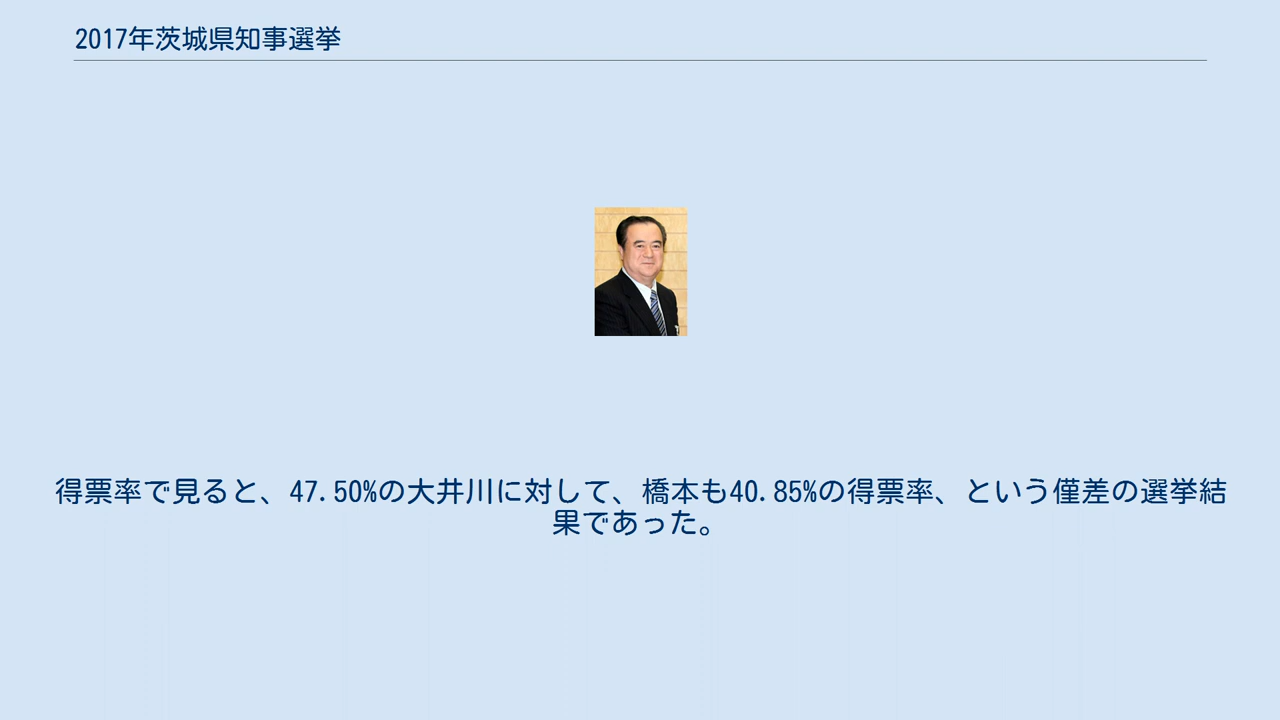 2017年茨城県知事選挙
得票率で見ると、47.50%の大井川に対して、橋本も40.85%の得票率、という僅差の選挙結
果であった。